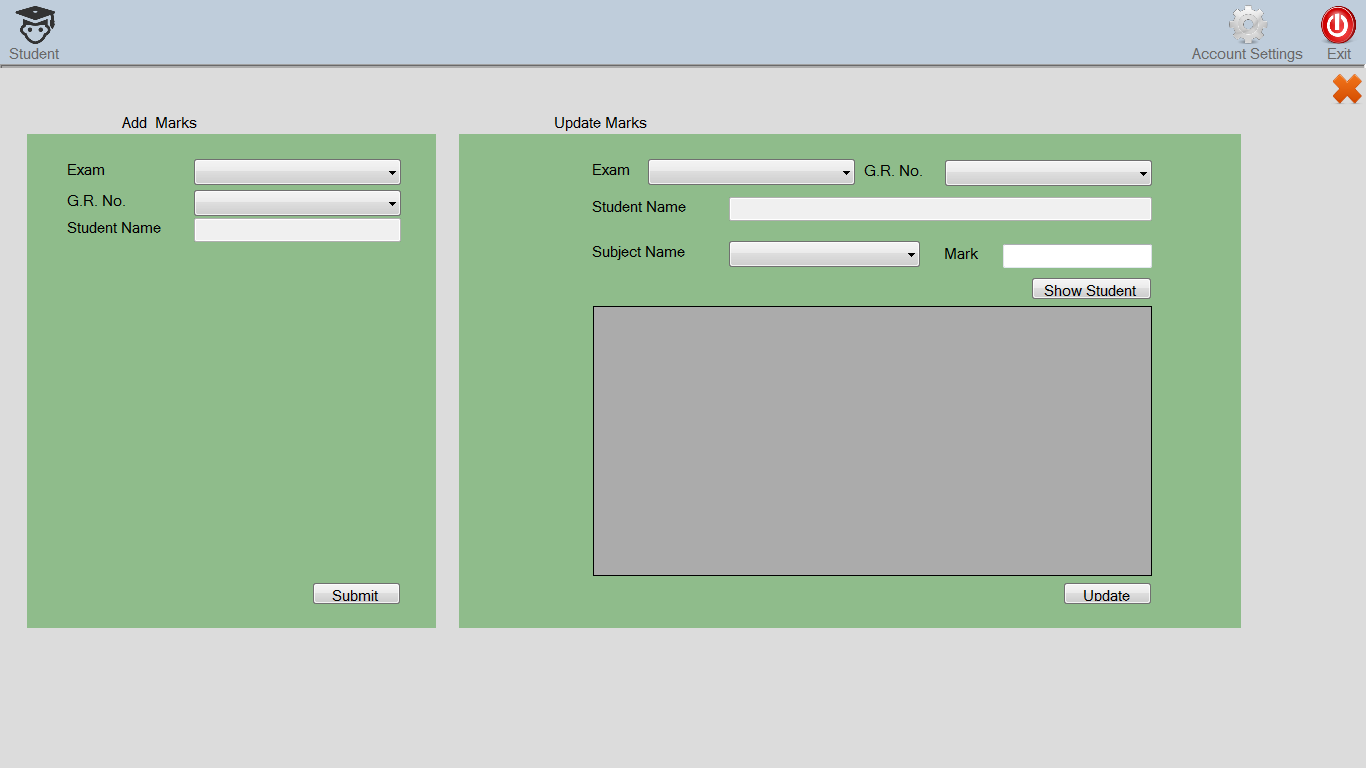 Student
Account Settings
Exit
Add  Marks
Exam
G.R. No.
Student Name
Submit
Update Marks
Exam
G.R. No.
Student Name
Subject Name
Mark
Show Student
Update